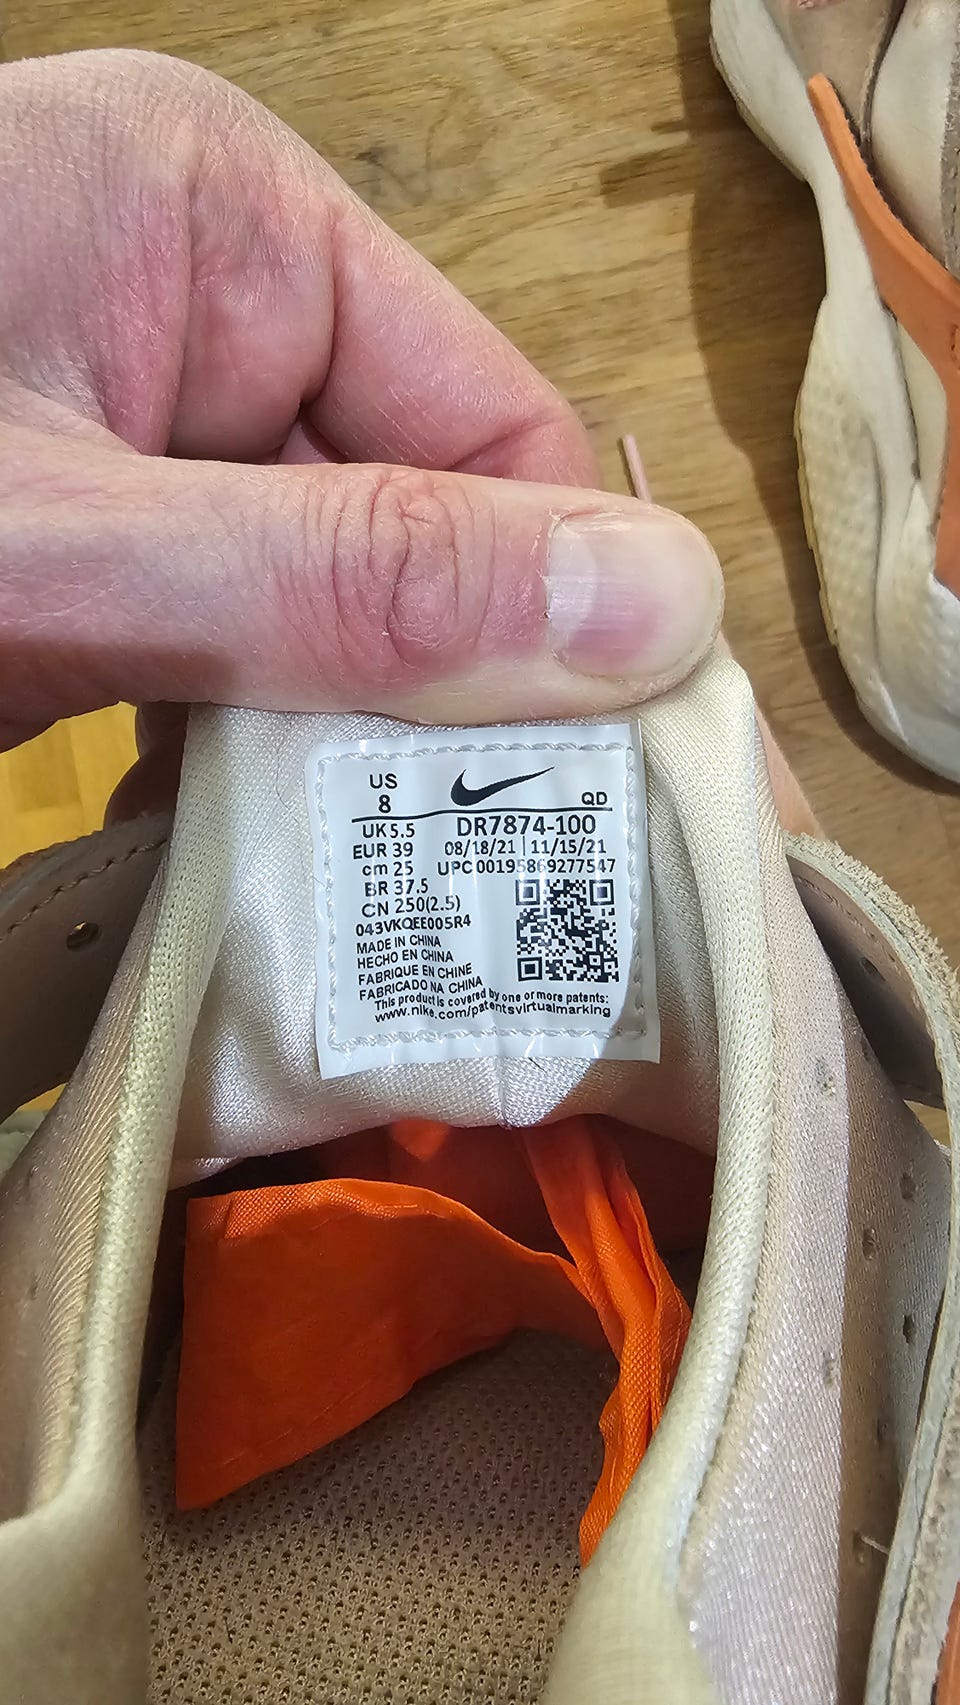 US
8
QD
UK 5.5 DR7874-100
EUR 39 08/18/21 | 11/15/21
cm 25 UPC 00195869277547
BR 37.5
CN 250(2.5)
043VKQEE005R4
MADE IN CHINA
HECHO EN CHINA
FABRIQUE EN CHINE
FABRICADO NA CHINA
This product is covered by one or more patents:
www.nike.com/patentsvirtualmarking